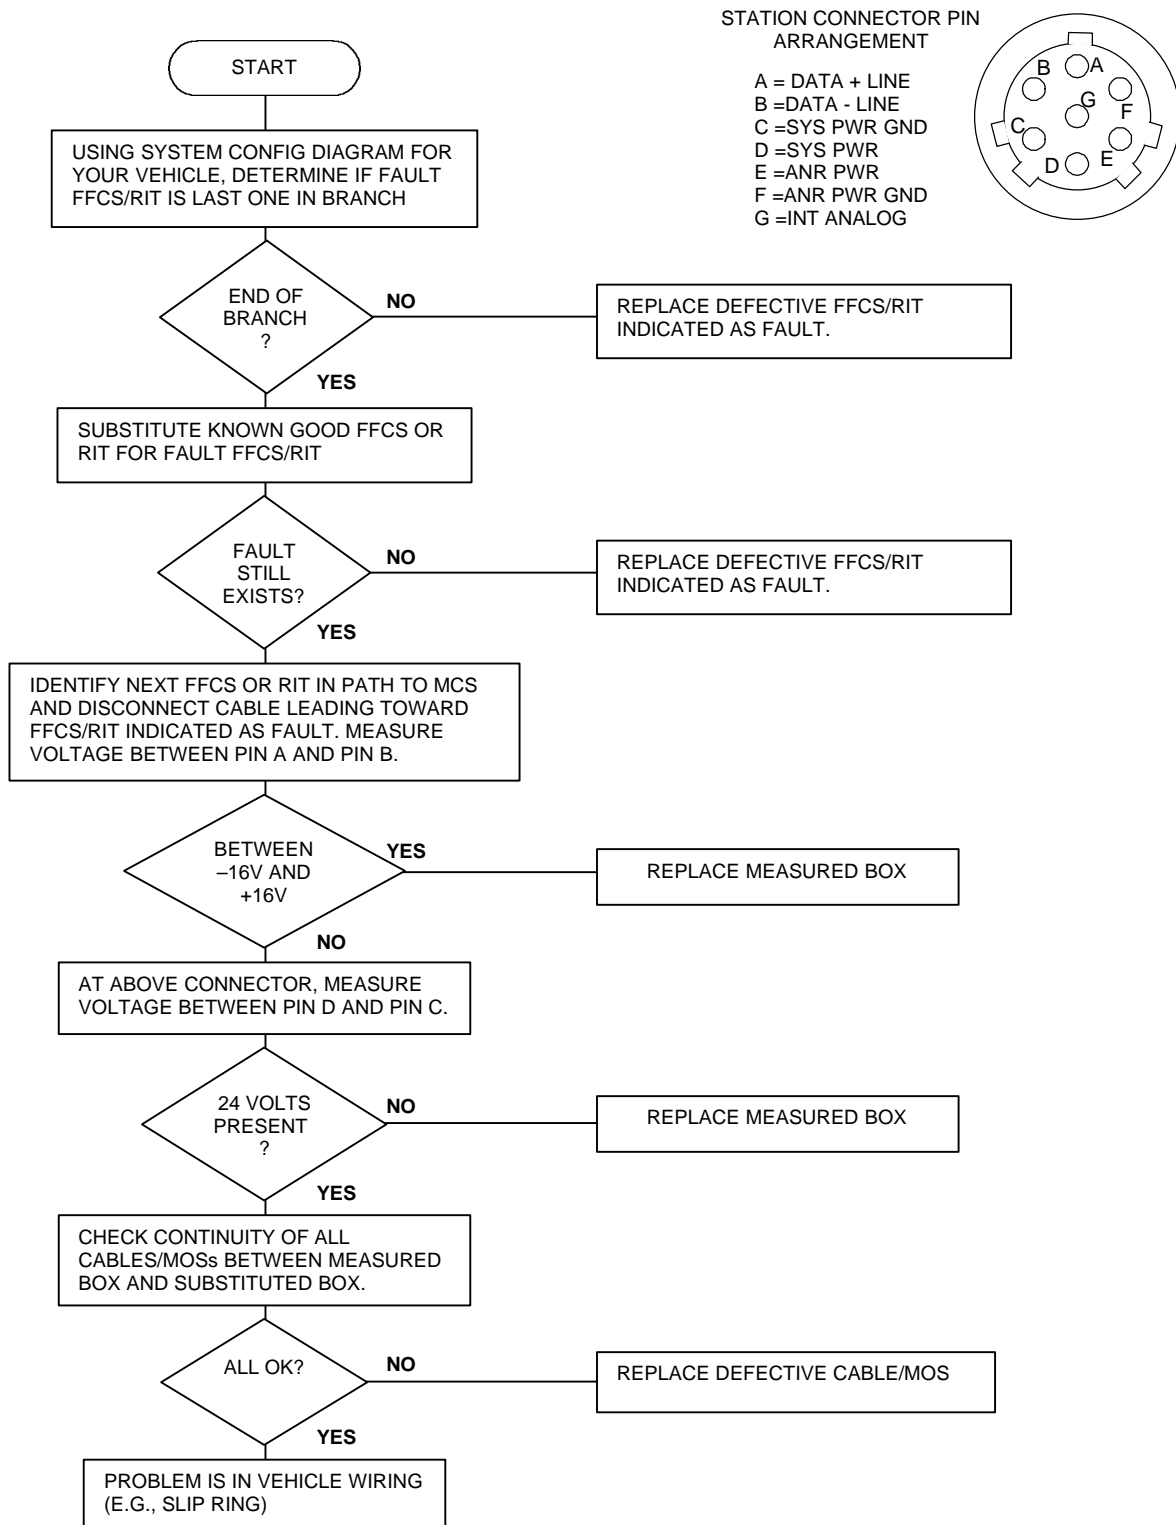 STATION CONNECTOR PIN
ARRANGEMENT
A = DATA + LINE
B =DATA - LINE
C =SYS PWR GND
D =SYS PWR
E =ANR PWR
F =ANR PWR GND
G =INT ANALOG
A
B
G
F
C
D
E
START
USING SYSTEM CONFIG DIAGRAM FOR
YOUR VEHICLE, DETERMINE IF FAULT
FFCS/RIT IS LAST ONE IN BRANCH
END OF
BRANCH
?
NO
REPLACE DEFECTIVE FFCS/RIT
INDICATED AS FAULT.
YES
SUBSTITUTE KNOWN GOOD FFCS OR
RIT FOR FAULT FFCS/RIT
FAULT
STILL
EXISTS?
NO
REPLACE DEFECTIVE FFCS/RIT
INDICATED AS FAULT.
YES
IDENTIFY NEXT FFCS OR RIT IN PATH TO MCS
AND DISCONNECT CABLE LEADING TOWARD
FFCS/RIT INDICATED AS FAULT. MEASURE
VOLTAGE BETWEEN PIN A AND PIN B.
BETWEEN
–16V AND
+16V
YES
REPLACE MEASURED BOX
NO
AT ABOVE CONNECTOR, MEASURE
VOLTAGE BETWEEN PIN D AND PIN C.
24 VOLTS
PRESENT
?
NO
REPLACE MEASURED BOX
YES
CHECK CONTINUITY OF ALL
CABLES/MOSs BETWEEN MEASURED
BOX AND SUBSTITUTED BOX.
ALL OK?
NO
REPLACE DEFECTIVE CABLE/MOS
YES
PROBLEM IS IN VEHICLE WIRING
(E.G., SLIP RING)